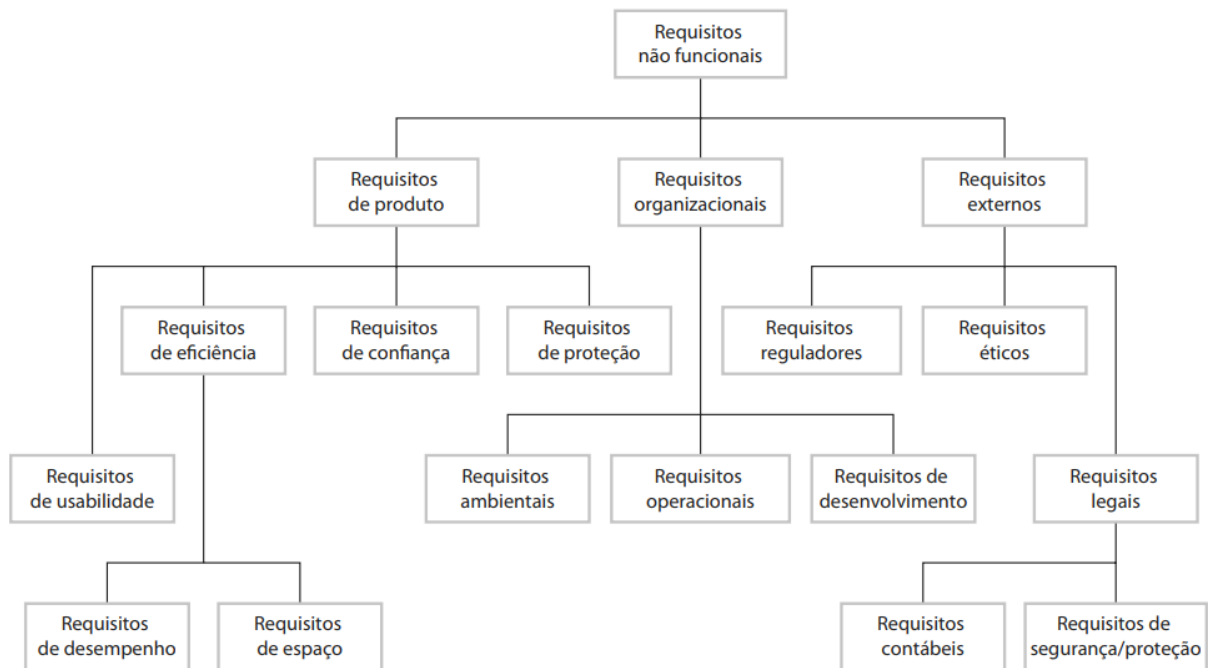 Requisitos
não funcionais
Requisitos
de produto
Requisitos
organizacionais
Requisitos
externos
Requisitos
de eficiência
Requisitos
de confiança
Requisitos
de proteção
Requisitos
reguladores
Requisitos
éticos
Requisitos
de usabilidade
Requisitos
ambientais
Requisitos
operacionais
Requisitos de
desenvolvimento
Requisitos
legais
Requisitos
de desempenho
Requisitos
de espaço
Requisitos
contábeis
Requisitos de
segurança/proteção